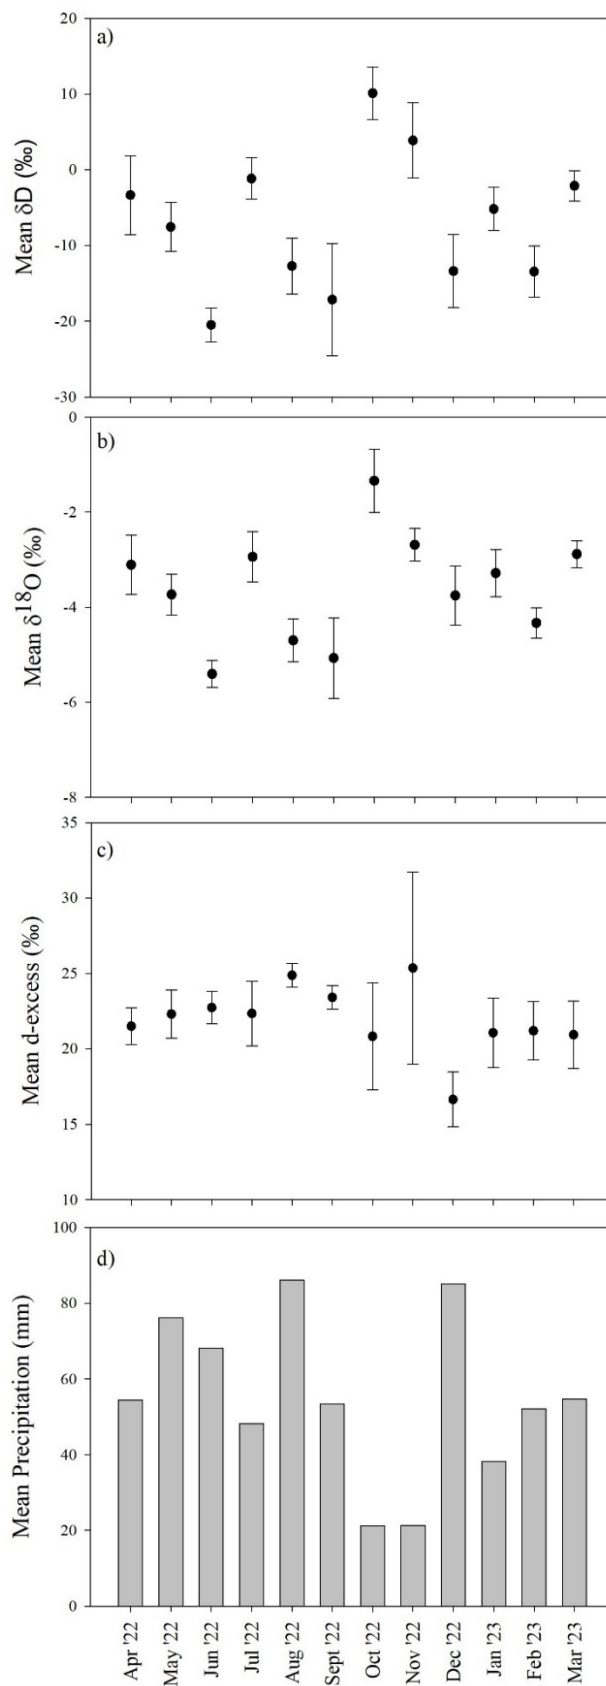 a)
Mean δD (‰)
20
10
0
-10
-20
-30
b)
Mean δ18O (‰)
0
-2
-4
-6
-8
c)
Mean d-excess (‰)
35
30
25
20
15
10
d)
Mean Precipitation (mm)
100
80
60
40
20
0
Apr '22
May '22
Jun '22
Jul '22
Aug '22
Sept '22
Oct '22
Nov '22
Dec '22
Jan '23
Feb '23
Mar '23